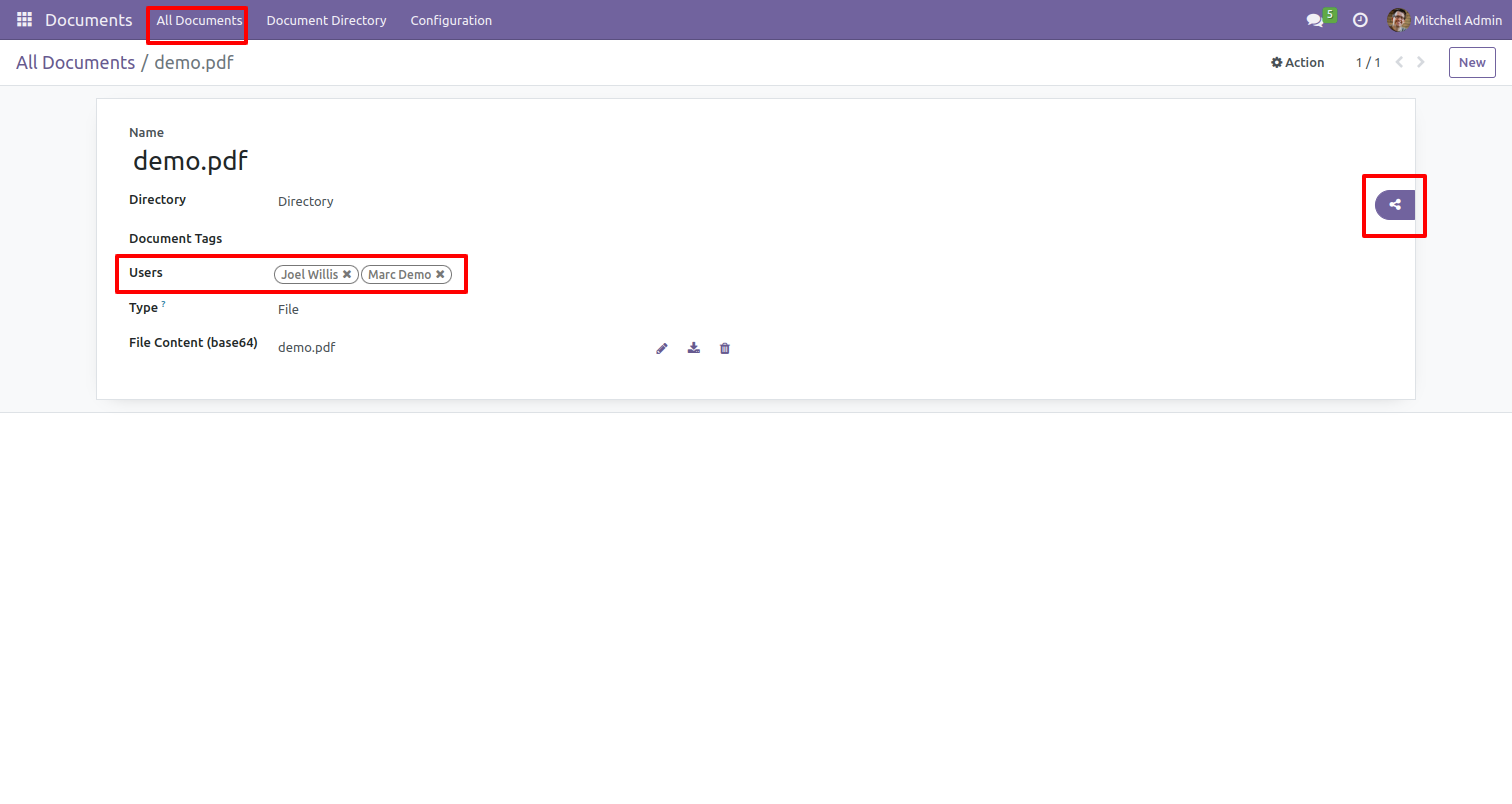 Documents All Documents Document Directory Configuration 5 Mitchell Admin
All Documents / demo.pdf Action 1 / 1 New
Name
demo.pdf
Directory Directory
Document Tags
Users Joel Willis Marc Demo
Type ? File
File Content (base64) demo.pdf